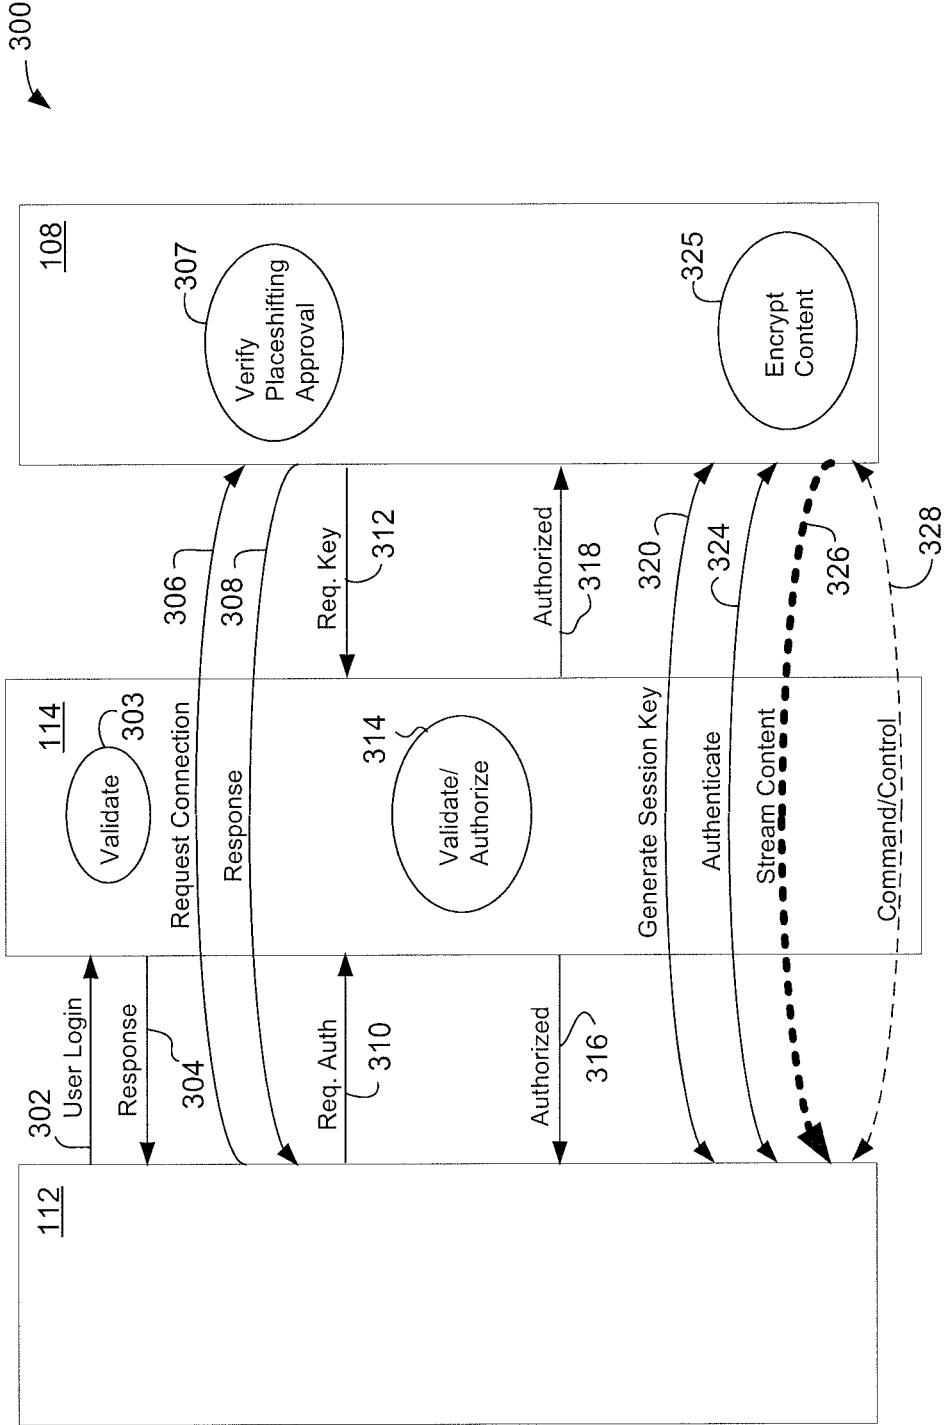 300
112
114
108
302
User Login
Validate
303
Response
304
Request Connection
306
Verify
Placeshifting
Approval
307
Response
308
Req. Auth
310
Req. Key
312
Validate/
Authorize
314
Authorized
316
Authorized
318
Generate Session Key
320
Authenticate
324
Encrypt
Content
325
Stream Content
326
Command/Control
328